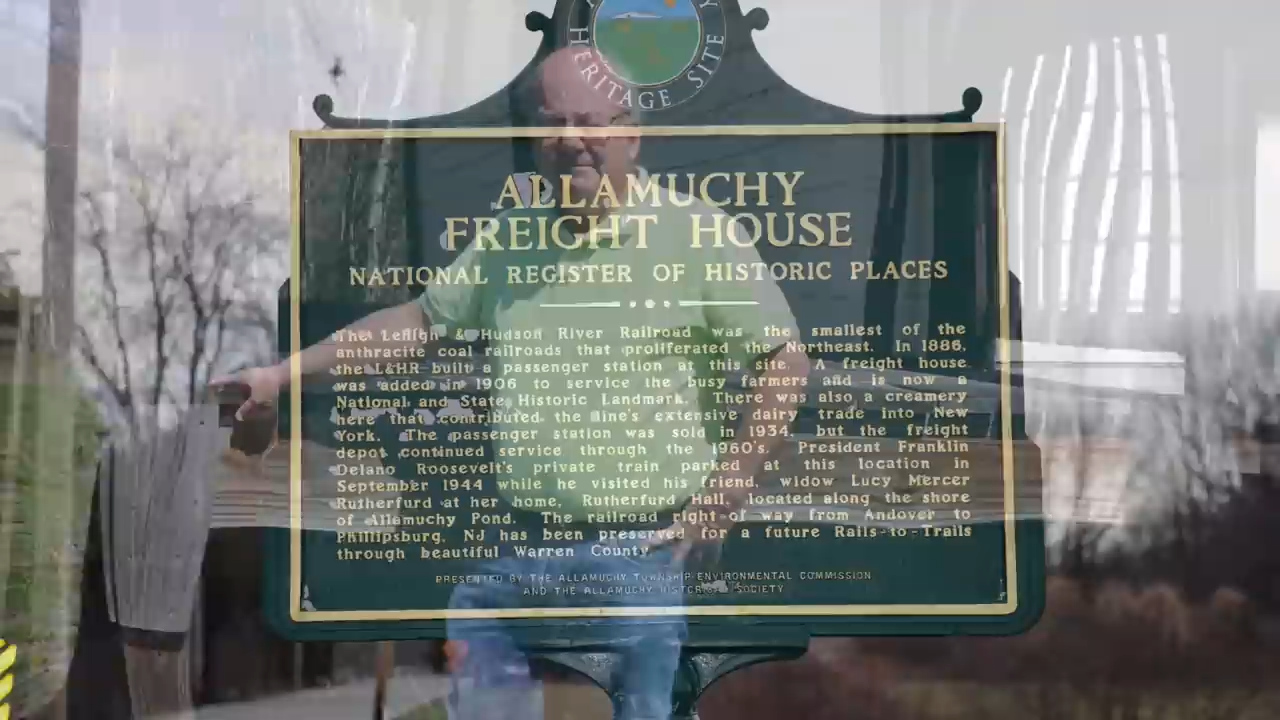 HERITAGE SITE
ALLAMUCHY
FREIGHT HOUSE
NATIONAL REGISTER OF HISTORIC PLACES
The Lehigh & Hudson River Railroad was the smallest of the
anthracite coal railroads that proliferated the Northeast. In 1886,
the L&HR built a passenger station at this site. A freight house
was added in 1906 to service the busy farmers and is now a
National and State Historic Landmark. There was also a creamery
here that contributed the line's extensive dairy trade into New
York. The passenger station was sold in 1934, but the freight
depot continued service through the 1960's. President Franklin
Delano Roosevelt's private train parked at this location in
September 1944 while he visited his friend, widow Lucy Mercer
Rutherfurd at her home, Rutherfurd Hall, located along the shore
of Allamuchy Pond. The railroad right-of way from Andover to
Phillipsburg, NJ has been preserved for a future Rails-to-Trails
through beautiful Warren County.
PRESENTED BY THE ALLAMUCHY TOWNSHIP ENVIRONMENTAL COMMISSION
AND THE ALLAMUCHY HISTORICAL SOCIETY